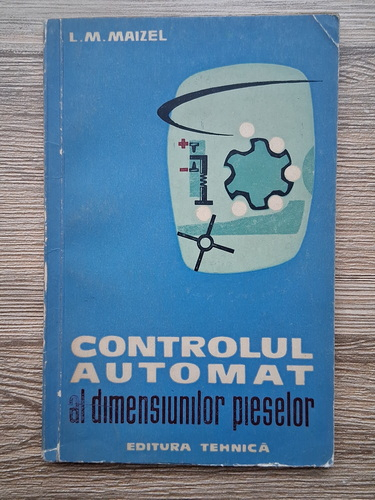 L.M. MAIZEL
CONTROLUL
AUTOMAT
al dimensiunilor pieselor
EDITURA TEHNICĂ